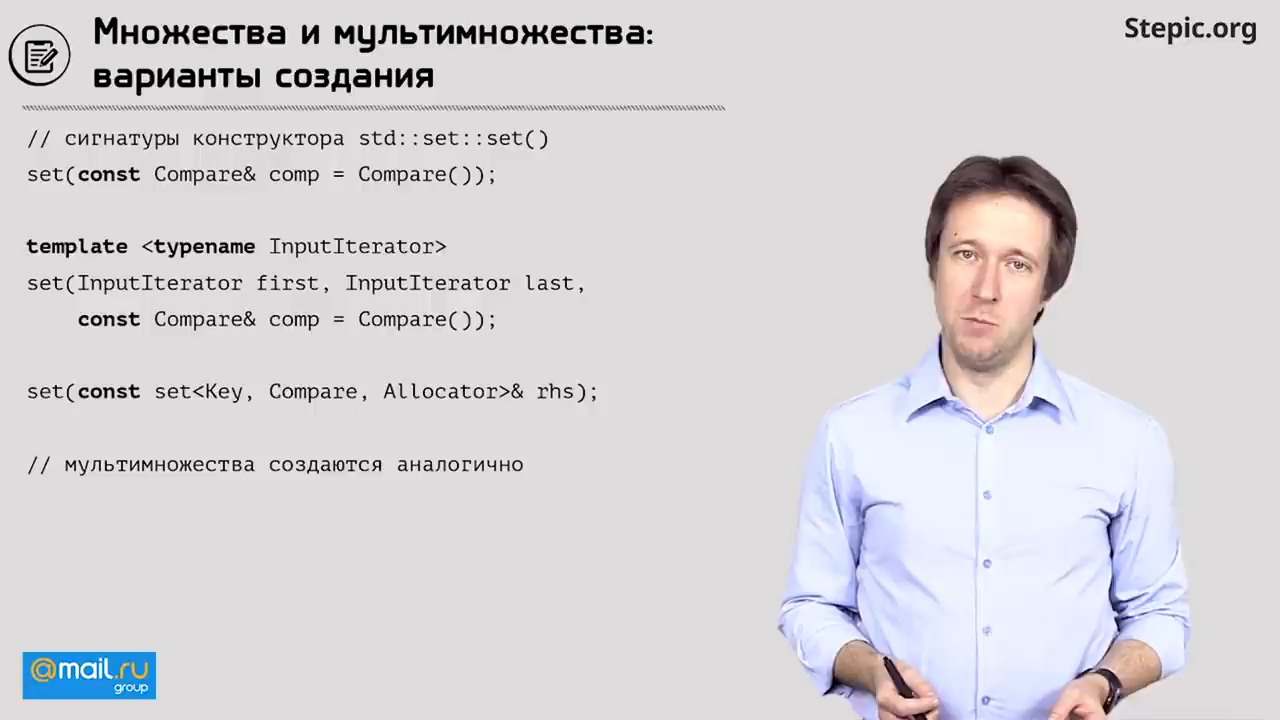 Множества и мультимножества:
варианты создания
Stepic.org
// сигнатуры конструктора std::set::set()
set(const Compare& comp = Compare());
template <typename InputIterator>
set(InputIterator first, InputIterator last,
const Compare& comp = Compare());
set(const set<Key, Compare, Allocator>& rhs);
// мультимножества создаются аналогично
@mail.ru
group